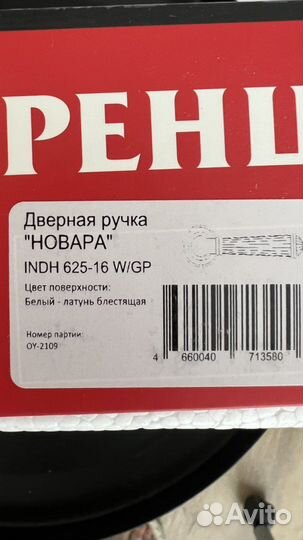 РЕНЦ
Дверная ручка
"НОВАРА"
INDH 625-16 W/GP
Цвет поверхности:
Белый - латунь блестящая
Номер партии:
OY-2109
4 660040 713580
Avito